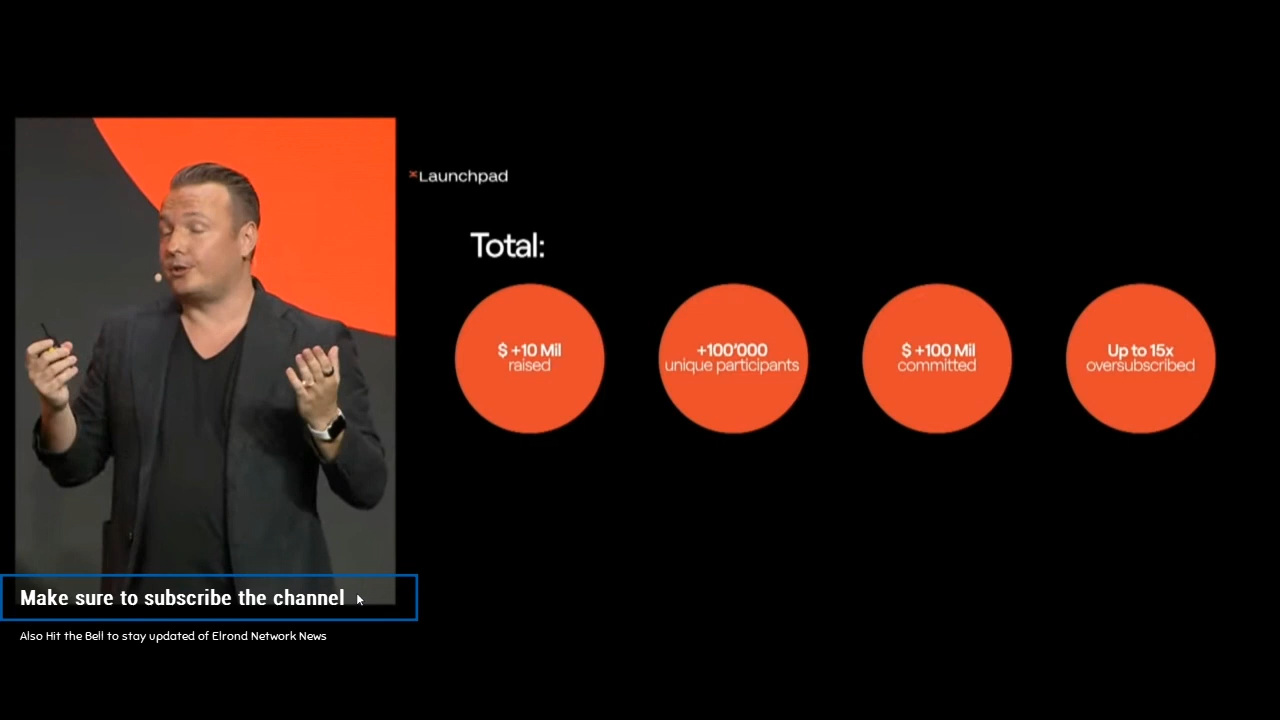 Launchpad
Total:
$ +10 Mil
raised
+100'000
unique participants
$ +100 Mil
committed
Up to 15x
oversubscribed
Make sure to subscribe the channel
Also Hit the Bell to stay updated of Elrond Network News